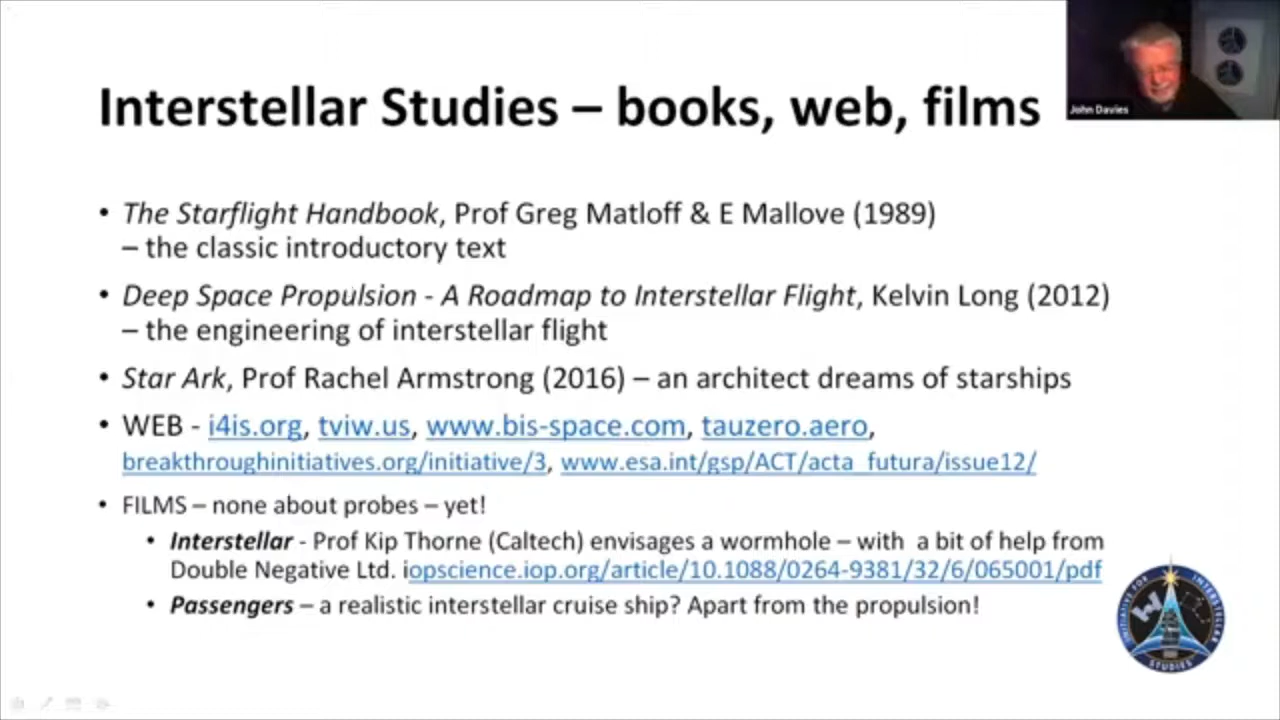 Interstellar Studies – books, web, films
John Davies
• The Starflight Handbook, Prof Greg Matloff & E Mallove (1989)
– the classic introductory text
• Deep Space Propulsion - A Roadmap to Interstellar Flight, Kelvin Long (2012)
– the engineering of interstellar flight
• Star Ark, Prof Rachel Armstrong (2016) – an architect dreams of starships
• WEB - i4is.org, tviw.us, www.bis-space.com, tauzero.aero,
breakthroughinitiatives.org/initiative/3, www.esa.int/gsp/ACT/acta_futura/issue12/
• FILMS – none about probes – yet!
• Interstellar - Prof Kip Thorne (Caltech) envisages a wormhole – with a bit of help from
Double Negative Ltd. iopscience.iop.org/article/10.1088/0264-9381/32/6/065001/pdf
• Passengers – a realistic interstellar cruise ship? Apart from the propulsion!
INITIATIVE FOR INTERSTELLAR STUDIES